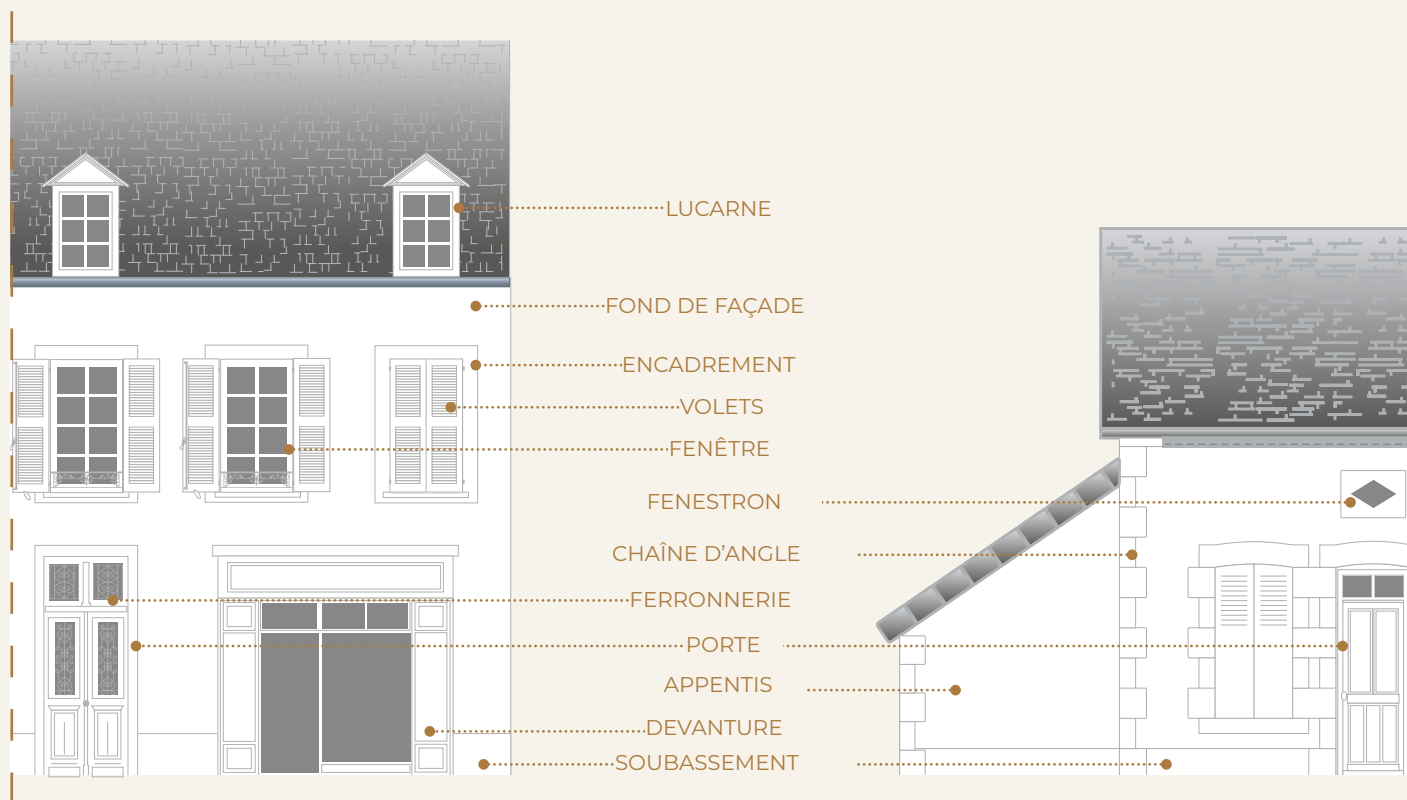 LUCARNE
FOND DE FAÇADE
ENCADREMENT
VOLETS
FENÊTRE
FENESTRON
CHAÎNE D’ANGLE
FERRONNERIE
PORTE
APPENTIS
DEVANTURE
SOUBASSEMENT